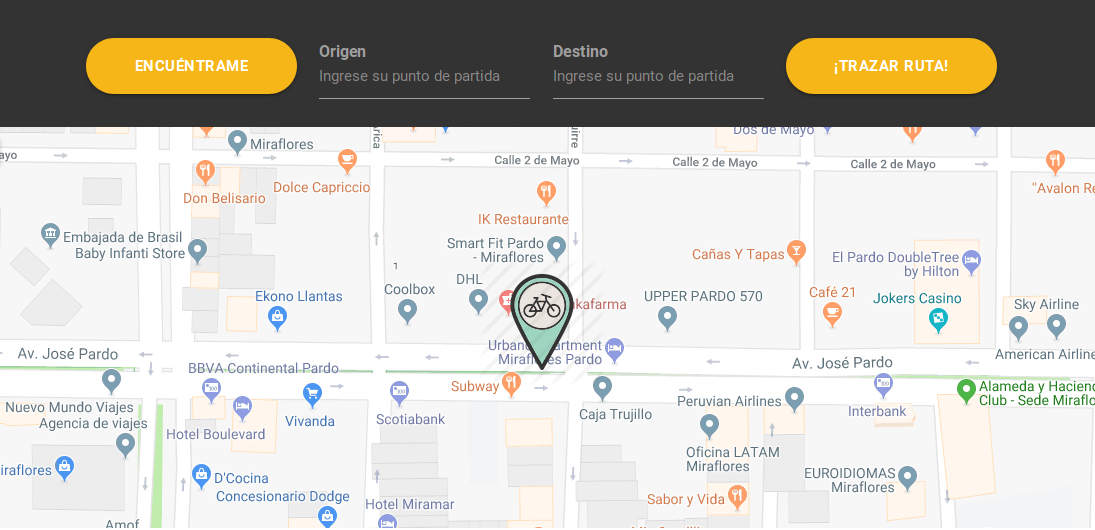 ENCUÉNTRAME
Origen
Ingrese su punto de partida
Destino
Ingrese su punto de partida
¡TRAZAR RUTA!
Dos de Mayo
Miraflores
Calle 2 de Mayo
Calle 2 de Mayo
Calle 2 de Mayo
Dolce Capriccio
Don Belisario
"Avalon Re
IK Restaurante
Embajada de Brasil
Baby Infanti Store
Smart Fit Pardo
- Miraflores
Cañas Y Tapas
El Pardo DoubleTree
by Hilton
1
DHL
Coolbox
Ekono Llantas
kafarma
UPPER PARDO 570
Café 21
Jokers Casino
Sky Airline
Av. José Pardo
Miraflores Pardo
Av. José Pardo
American Airline
BBVA Continental Pardo
Subway
Alameda y Haciend
Club - Sede Miraflo
Nuevo Mundo Viajes
Agencia de viajes
Vivanda
Scotiabank
Caja Trujillo
Peruvian Airlines
Interbank
Hotel Boulevard
Oficina LATAM
Miraflores
iraflores
D'Cocina
Concesionario Dodge
EUROIDIOMAS
Miraflores
Hotel Miramar
Sabor y Vida
Amof